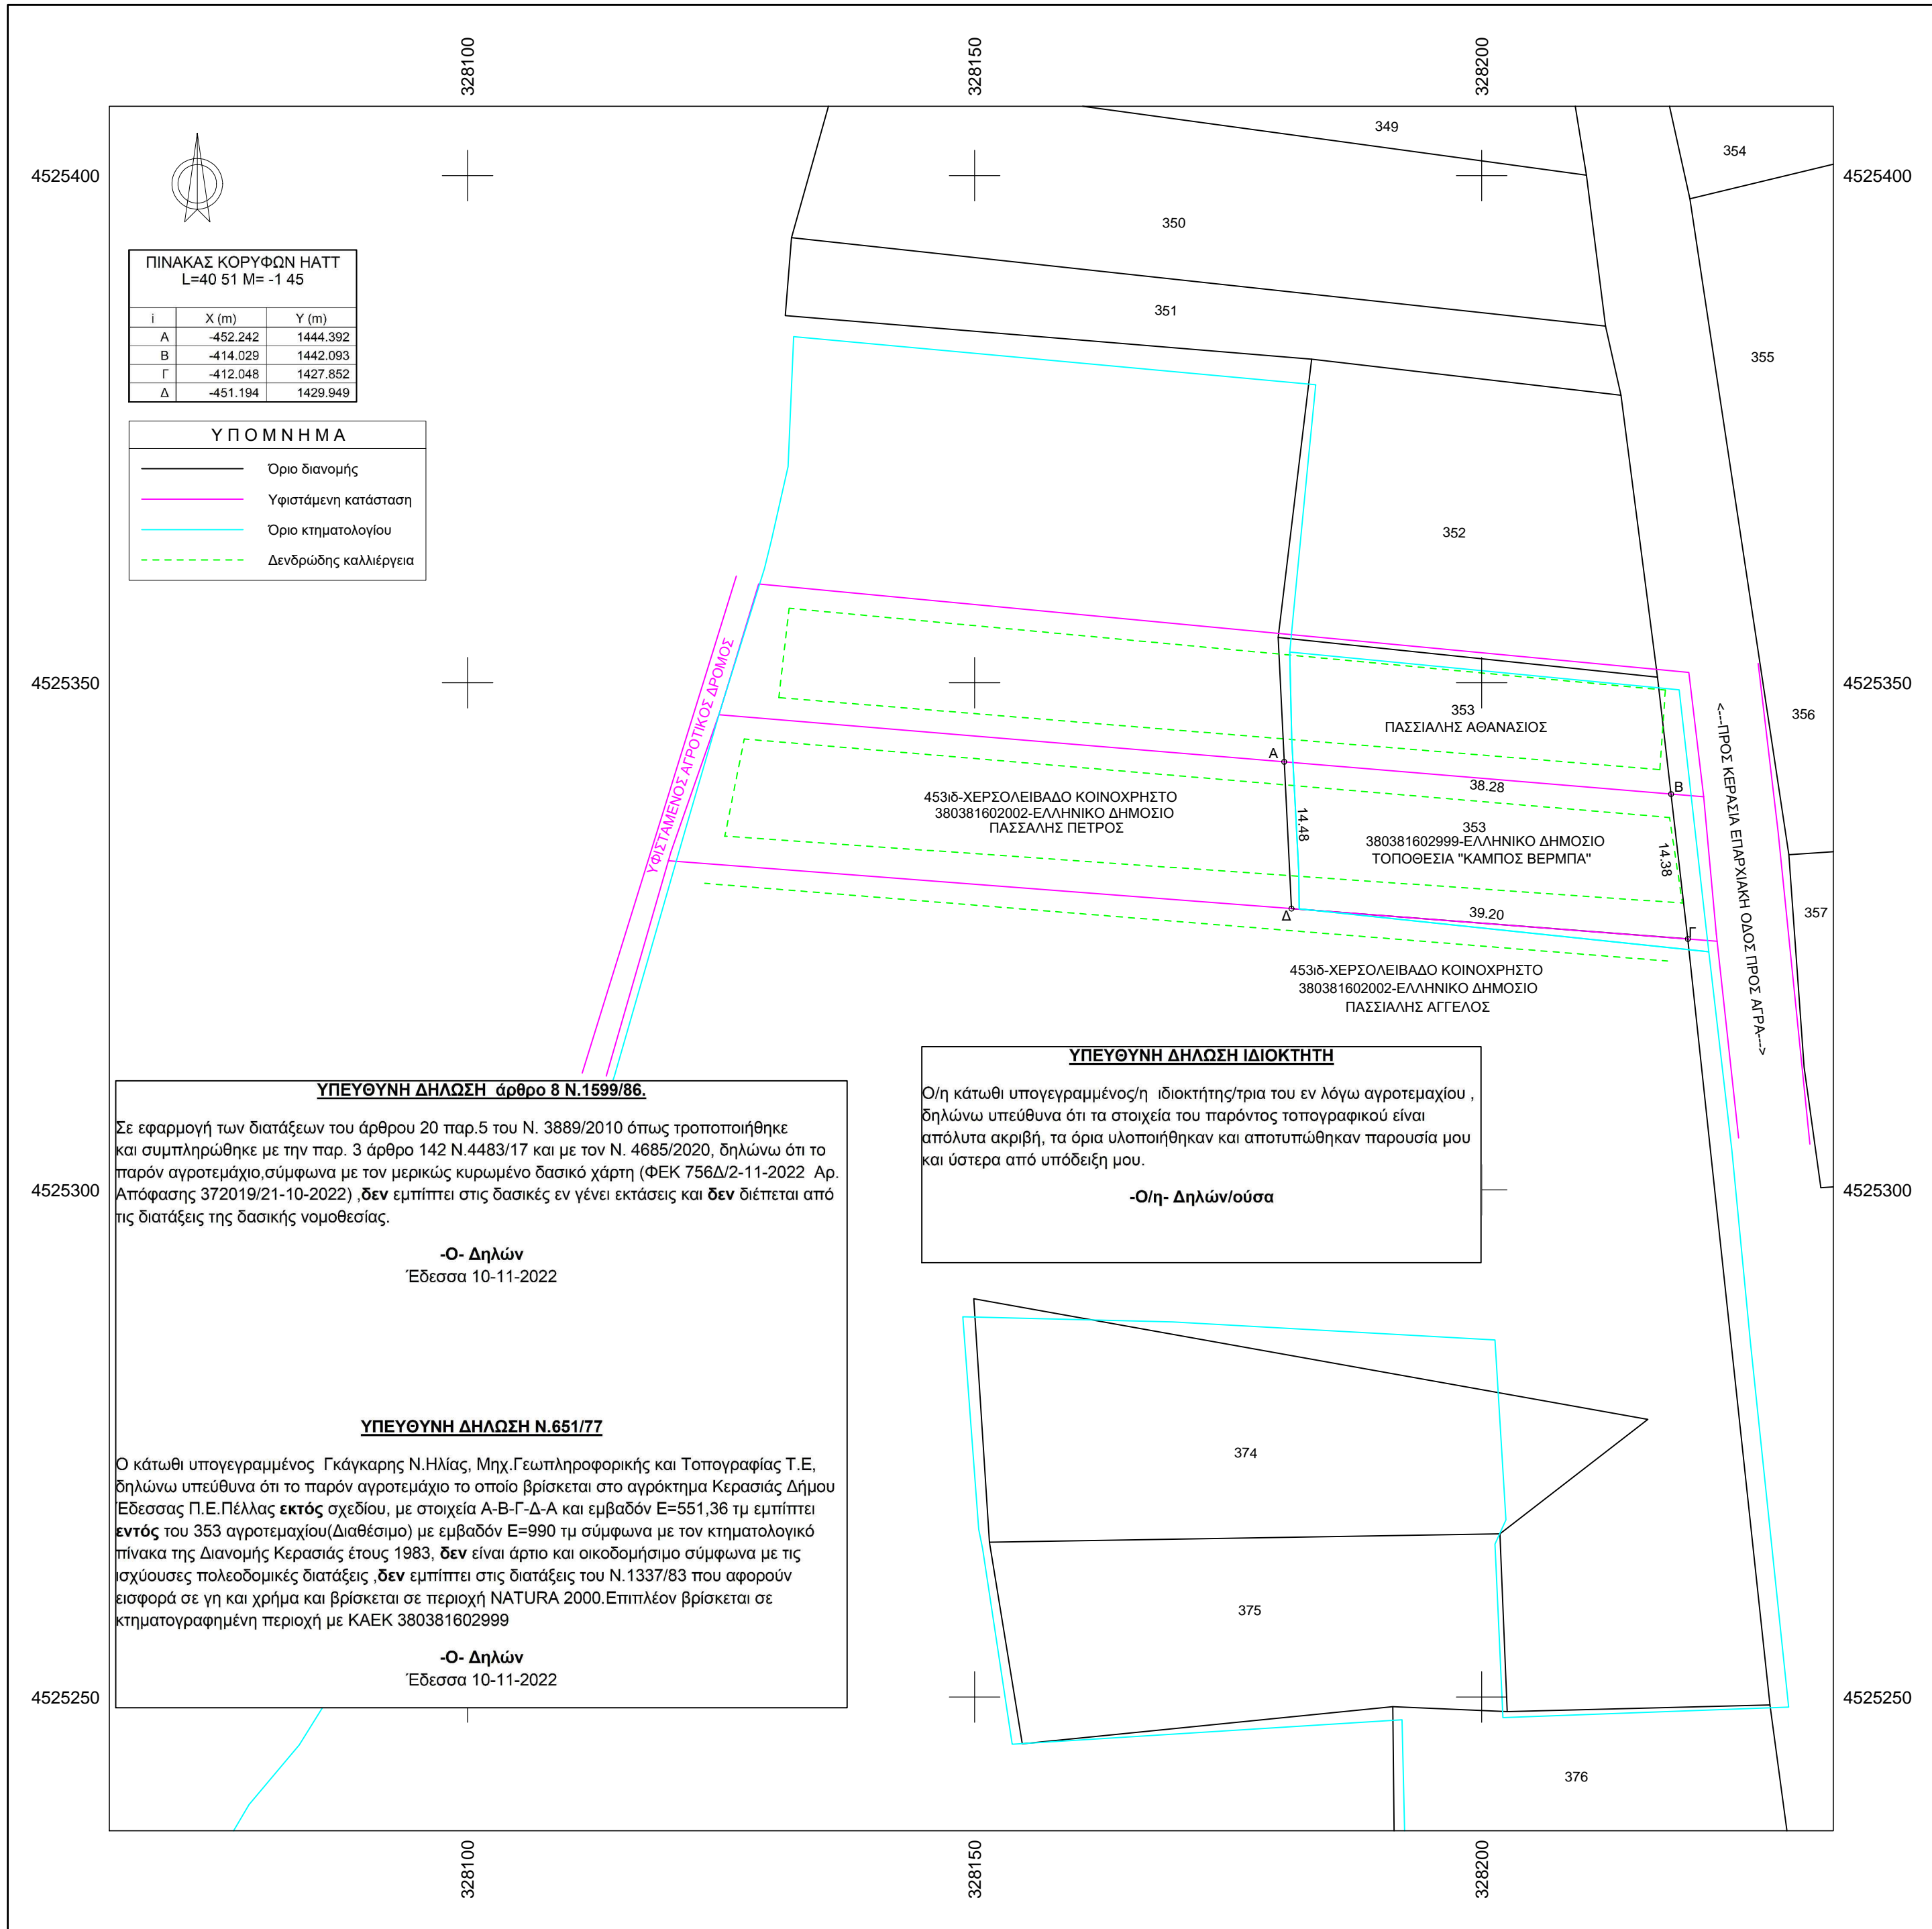 328100
328150
328200
4525400
4525400
349
354
350
351
355
ΠΙΝΑΚΑΣ ΚΟΡΥΦΩΝ HATT
L=40 51 M= -1 45
i X (m) Y (m)
A -452.242 1444.392
B -414.029 1442.093
Γ -412.048 1427.852
Δ -451.194 1429.949
Υ Π Ο Μ Ν Η Μ Α
Όριο διανομής
Υφιστάμενη κατάσταση
Όριο κτηματολογίου
Δενδρώδης καλλιέργεια
352
4525350
4525350
ΥΦΙΣΤΑΜΕΝΟΣ ΑΓΡΟΤΙΚΟΣ ΔΡΟΜΟΣ
353
ΠΑΣΣΙΑΛΗΣ ΑΘΑΝΑΣΙΟΣ
356
<---ΠΡΟΣ ΚΕΡΑΣΙΑ ΕΠΑΡΧΙΑΚΗ ΟΔΟΣ ΠΡΟΣ ΑΓΡΑ--->
A
38.28
B
453ιδ-ΧΕΡΣΟΛΕΙΒΑΔΟ ΚΟΙΝΟΧΡΗΣΤΟ
380381602002-ΕΛΛΗΝΙΚΟ ΔΗΜΟΣΙΟ
ΠΑΣΣΑΛΗΣ ΠΕΤΡΟΣ
14.48
353
380381602999-ΕΛΛΗΝΙΚΟ ΔΗΜΟΣΙΟ
ΤΟΠΟΘΕΣΙΑ "ΚΑΜΠΟΣ ΒΕΡΜΠΑ"
14.38
Δ
39.20
Γ
357
453ιδ-ΧΕΡΣΟΛΕΙΒΑΔΟ ΚΟΙΝΟΧΡΗΣΤΟ
380381602002-ΕΛΛΗΝΙΚΟ ΔΗΜΟΣΙΟ
ΠΑΣΣΙΑΛΗΣ ΑΓΓΕΛΟΣ
ΥΠΕΥΘΥΝΗ ΔΗΛΩΣΗ ΙΔΙΟΚΤΗΤΗ
Ο/η κάτωθι υπογεγραμμένος/η ιδιοκτήτης/τρια του εν λόγω αγροτεμαχίου ,
δηλώνω υπεύθυνα ότι τα στοιχεία του παρόντος τοπογραφικού είναι
απόλυτα ακριβή, τα όρια υλοποιήθηκαν και αποτυπώθηκαν παρουσία μου
και ύστερα από υπόδειξη μου.
-Ο/η- Δηλών/ούσα
ΥΠΕΥΘΥΝΗ ΔΗΛΩΣΗ άρθρο 8 Ν.1599/86.
Σε εφαρμογή των διατάξεων του άρθρου 20 παρ.5 του Ν. 3889/2010 όπως τροποποιήθηκε
και συμπληρώθηκε με την παρ. 3 άρθρο 142 Ν.4483/17 και με τον Ν. 4685/2020, δηλώνω ότι το
παρόν αγροτεμάχιο,σύμφωνα με τον μερικώς κυρωμένο δασικό χάρτη (ΦΕΚ 756Δ/2-11-2022 Αρ.
Απόφασης 372019/21-10-2022) ,δεν εμπίπτει στις δασικές εν γένει εκτάσεις και δεν διέπεται από
τις διατάξεις της δασικής νομοθεσίας.
-Ο- Δηλών
Έδεσσα 10-11-2022
4525300
4525300
ΥΠΕΥΘΥΝΗ ΔΗΛΩΣΗ Ν.651/77
Ο κάτωθι υπογεγραμμένος Γκάγκαρης Ν.Ηλίας, Μηχ.Γεωπληροφορικής και Τοπογραφίας Τ.Ε,
δηλώνω υπεύθυνα ότι το παρόν αγροτεμάχιο το οποίο βρίσκεται στο αγρόκτημα Κερασιάς Δήμου
Έδεσσας Π.Ε.Πέλλας εκτός σχεδίου, με στοιχεία Α-Β-Γ-Δ-Α και εμβαδόν Ε=551,36 τμ εμπίπτει
εντός του 353 αγροτεμαχίου(Διαθέσιμο) με εμβαδόν Ε=990 τμ σύμφωνα με τον κτηματολογικό
πίνακα της Διανομής Κερασιάς έτους 1983, δεν είναι άρτιο και οικοδομήσιμο σύμφωνα με τις
ισχύουσες πολεοδομικές διατάξεις ,δεν εμπίπτει στις διατάξεις του Ν.1337/83 που αφορούν
εισφορά σε γη και χρήμα και βρίσκεται σε περιοχή NATURA 2000.Επιπλέον βρίσκεται σε
κτηματογραφημένη περιοχή με ΚΑΕΚ 380381602999
-Ο- Δηλών
Έδεσσα 10-11-2022
374
375
4525250
4525250
376
328100
328150
328200